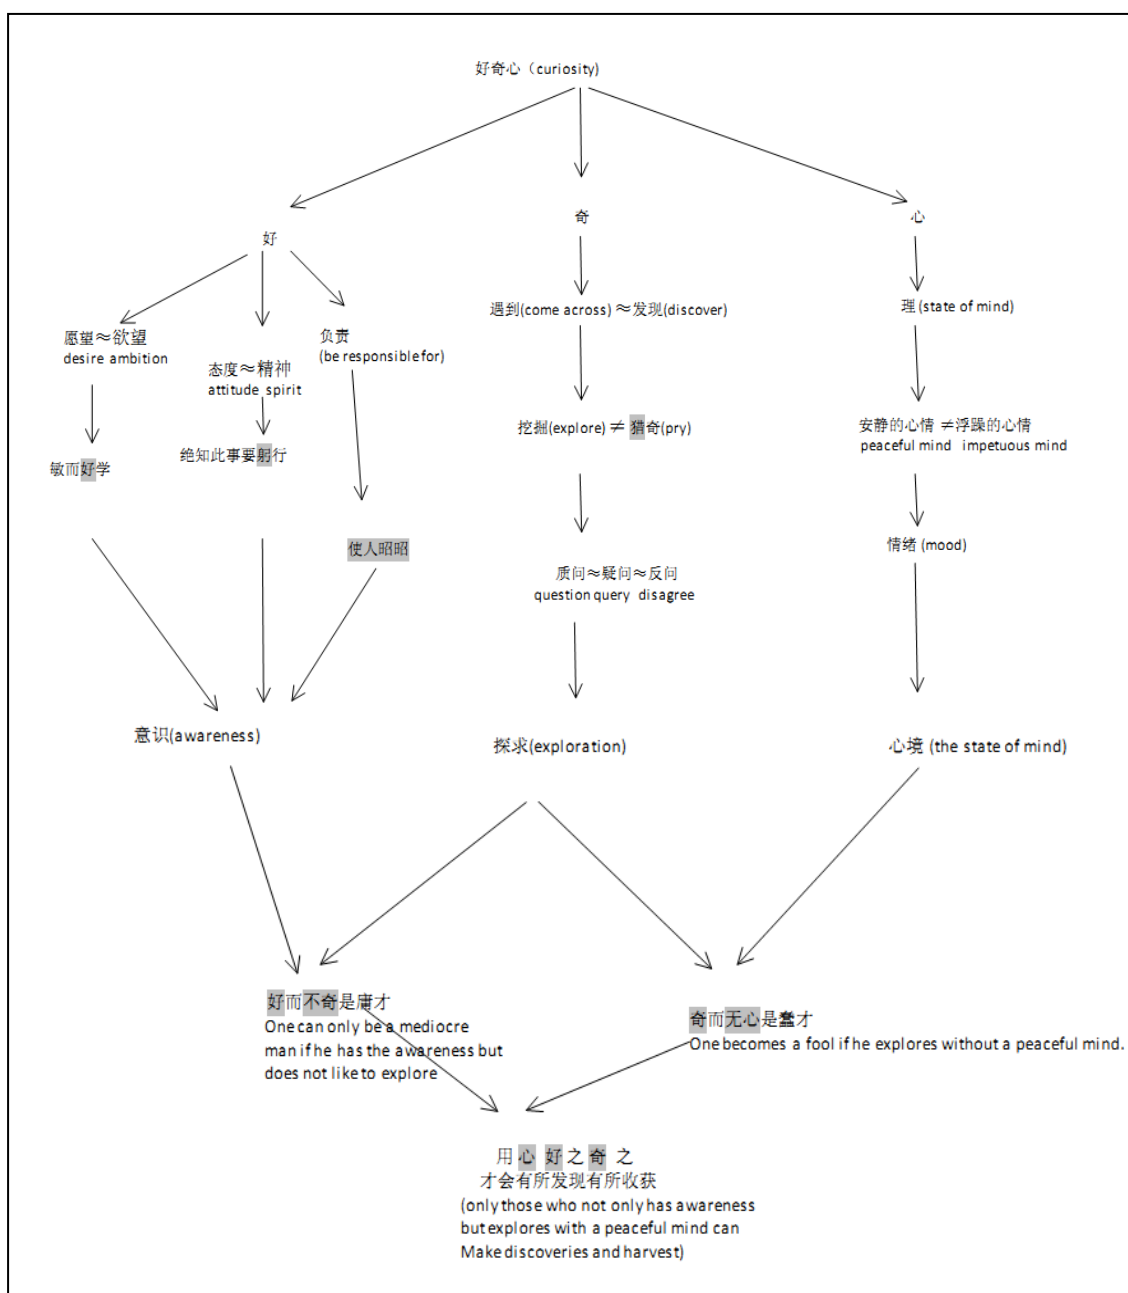 好奇心（curiosity)
好
奇
心
愿望≈欲望
desire ambition
态度≈精神
attitude spirit
负责
(be responsible for)
遇到(come across) ≈发现(discover)
理 (state of mind)
敏而好学
绝知此事要躬行
使人昭昭
挖掘(explore) ≠ 猎奇(pry)
安静的心情 ≠浮躁的心情
peaceful mind impetuous mind
质问≈疑问≈反问
question query disagree
情绪 (mood)
意识(awareness)
探求(exploration)
心境 (the state of mind)
好而不奇是庸才
One can only be a mediocre
man if he has the awareness but
does not like to explore
奇而无心是蠢才
One becomes a fool if he explores without a peaceful mind.
用 心 好 之 奇 之
才会有所发现有所收获
(only those who not only has awareness
but explores with a peaceful mind can
Make discoveries and harvest)